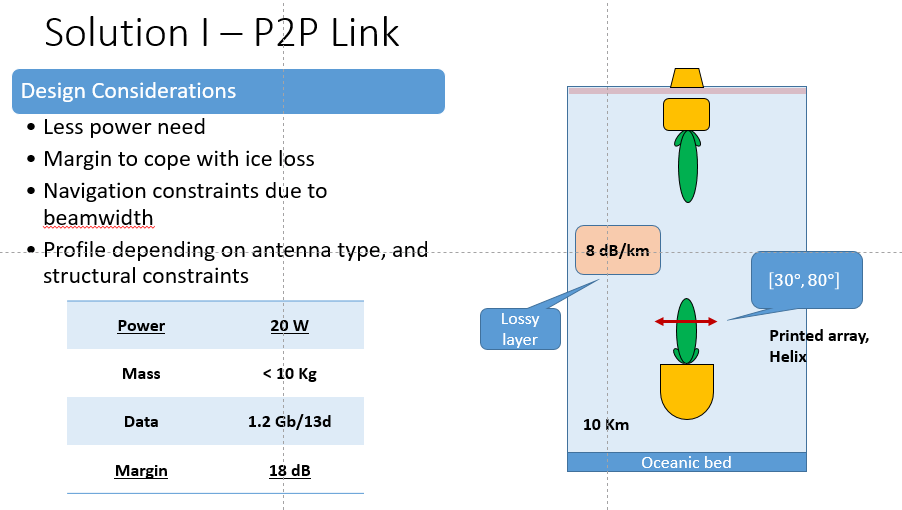 Solution I – P2P Link
Design Considerations
• Less power need
• Margin to cope with ice loss
• Navigation constraints due to
beamwidth
• Profile depending on antenna type, and
structural constraints
Power 20 W
Mass < 10 Kg
Data 1.2 Gb/13d
Margin 18 dB
8 dB/km
[30°, 80°]
Lossy
layer
Printed array,
Helix
10 Km
Oceanic bed